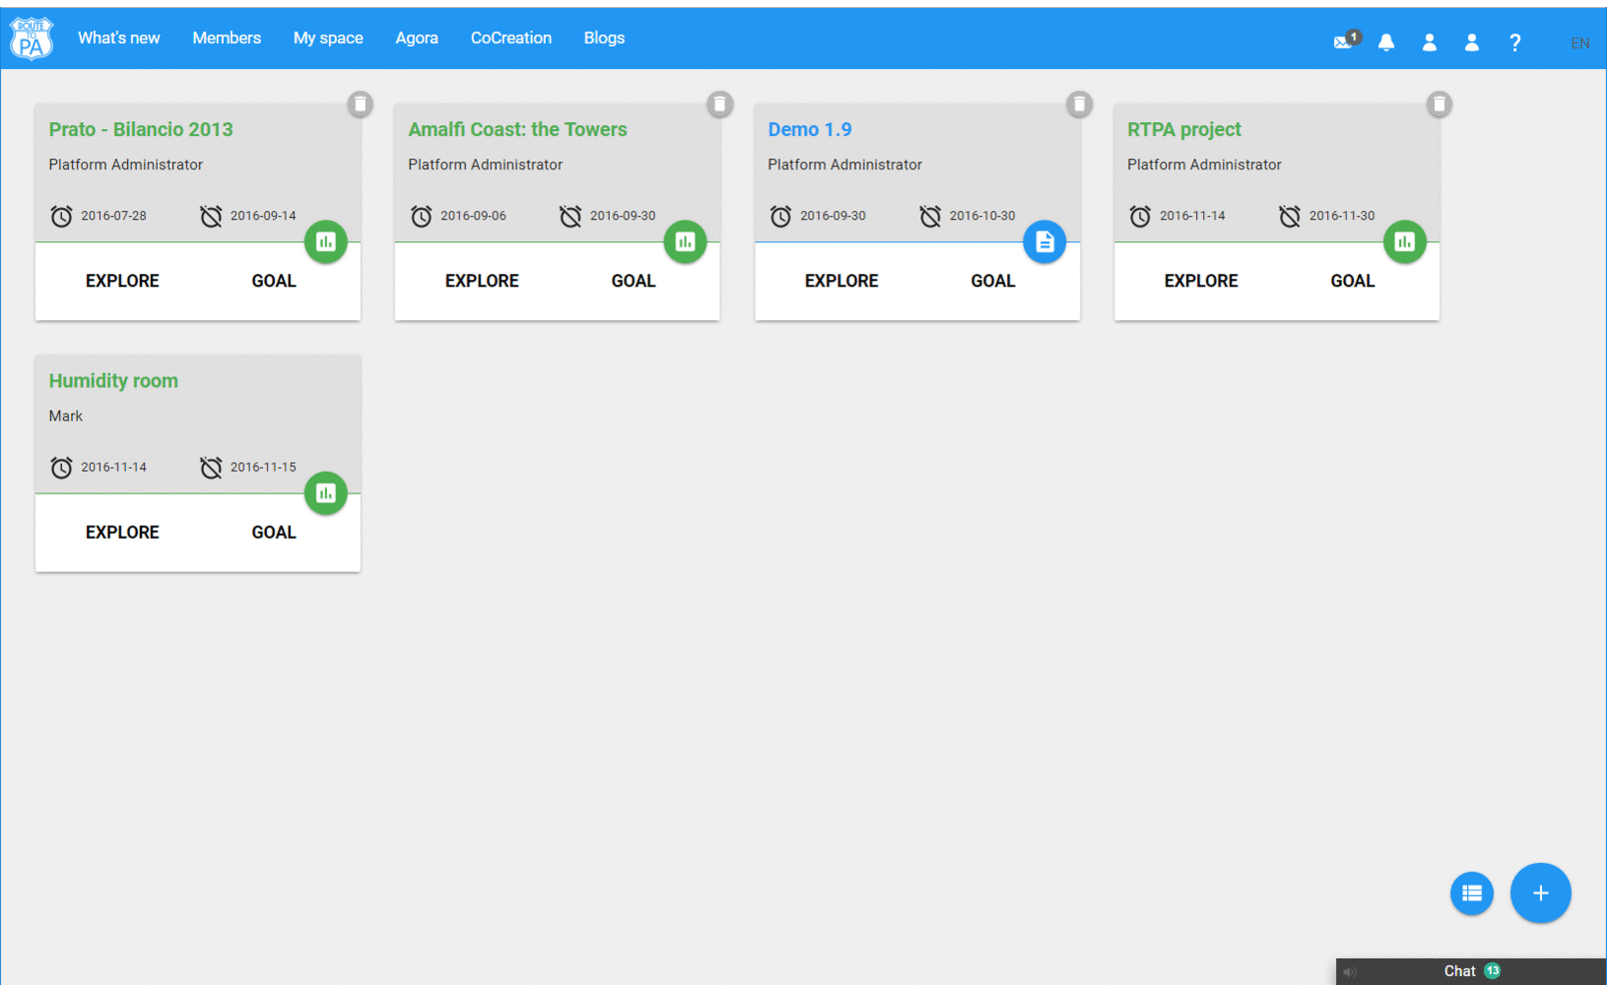 ROUTE
TO
PA
What's new Members My space Agora CoCreation Blogs 1 ? EN
Prato - Bilancio 2013
Platform Administrator
2016-07-28 2016-09-14
EXPLORE GOAL
Amalfi Coast: the Towers
Platform Administrator
2016-09-06 2016-09-30
EXPLORE GOAL
Demo 1.9
Platform Administrator
2016-09-30 2016-10-30
EXPLORE GOAL
RTPA project
Platform Administrator
2016-11-14 2016-11-30
EXPLORE GOAL
Humidity room
Mark
2016-11-14 2016-11-15
EXPLORE GOAL
Chat 13